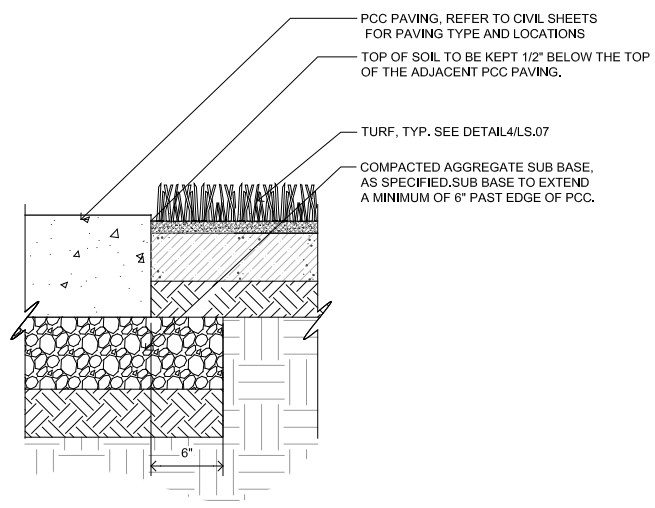 PCC PAVING, REFER TO CIVIL SHEETS
FOR PAVING TYPE AND LOCATIONS
TOP OF SOIL TO BE KEPT 1/2" BELOW THE TOP
OF THE ADJACENT PCC PAVING.
TURF, TYP. SEE DETAIL4/LS.07
COMPACTED AGGREGATE SUB BASE,
AS SPECIFIED.SUB BASE TO EXTEND
A MINIMUM OF 6" PAST EDGE OF PCC.
6"